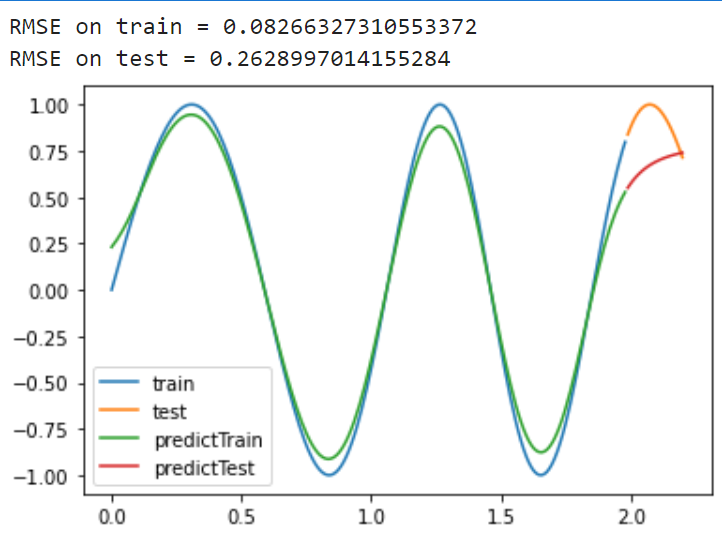 RMSE on train = 0.08266327310553372
RMSE on test = 0.2628997014155284
1.00
0.75
0.50
0.25
0.00
−0.25
−0.50
−0.75
−1.00
train
test
predictTrain
predictTest
0.0 0.5 1.0 1.5 2.0